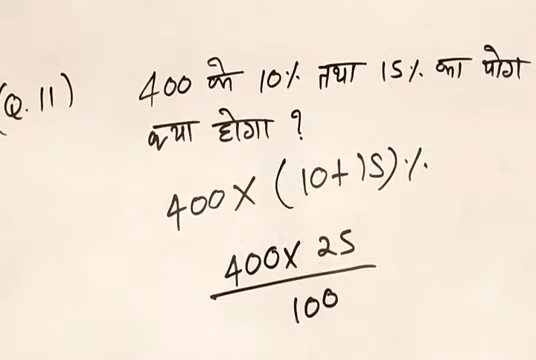 Q. 11) 400 के 10% तथा 15% का योग
क्या होगा ?
400 × (10+15)%
400 × 25
100